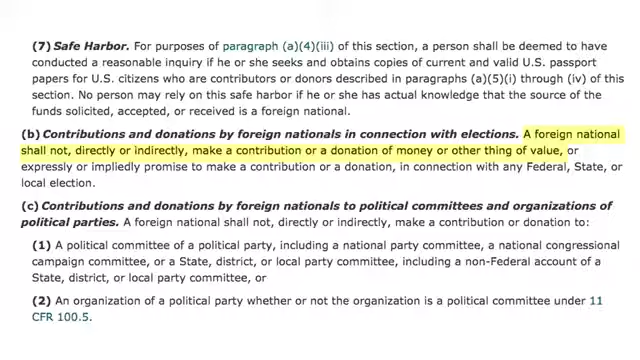 (7) Safe Harbor. For purposes of paragraph (a)(4)(iii) of this section, a person shall be deemed to have
conducted a reasonable inquiry if he or she seeks and obtains copies of current and valid U.S. passport
papers for U.S. citizens who are contributors or donors described in paragraphs (a)(5)(i) through (iv) of this
section. No person may rely on this safe harbor if he or she has actual knowledge that the source of the
funds solicited, accepted, or received is a foreign national.
(b) Contributions and donations by foreign nationals in connection with elections. A foreign national
shall not, directly or indirectly, make a contribution or a donation of money or other thing of value, or
expressly or impliedly promise to make a contribution or a donation, in connection with any Federal, State, or
local election.
(c) Contributions and donations by foreign nationals to political committees and organizations of
political parties. A foreign national shall not, directly or indirectly, make a contribution or donation to:
(1) A political committee of a political party, including a national party committee, a national congressional
campaign committee, or a State, district, or local party committee, including a non-Federal account of a
State, district, or local party committee, or
(2) An organization of a political party whether or not the organization is a political committee under 11
CFR 100.5.